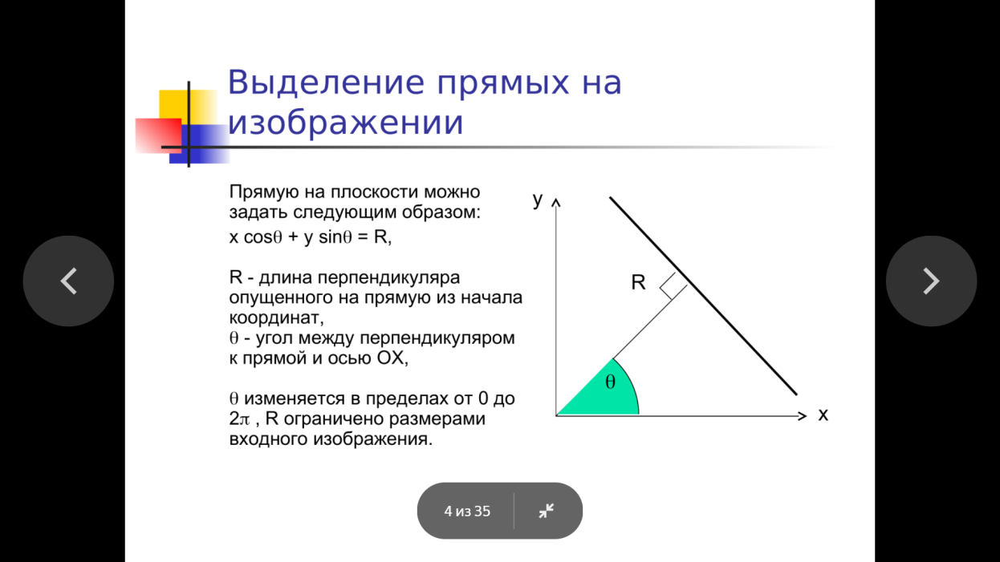 Выделение прямых на
изображении
Прямую на плоскости можно
задать следующим образом:
x cosθ + y sinθ = R,
R - длина перпендикуляра
опущенного на прямую из начала
координат,
θ - угол между перпендикуляром
к прямой и осью OX,
θ изменяется в пределах от 0 до
2π , R ограничено размерами
входного изображения.
y
R
θ
x
4 из 35